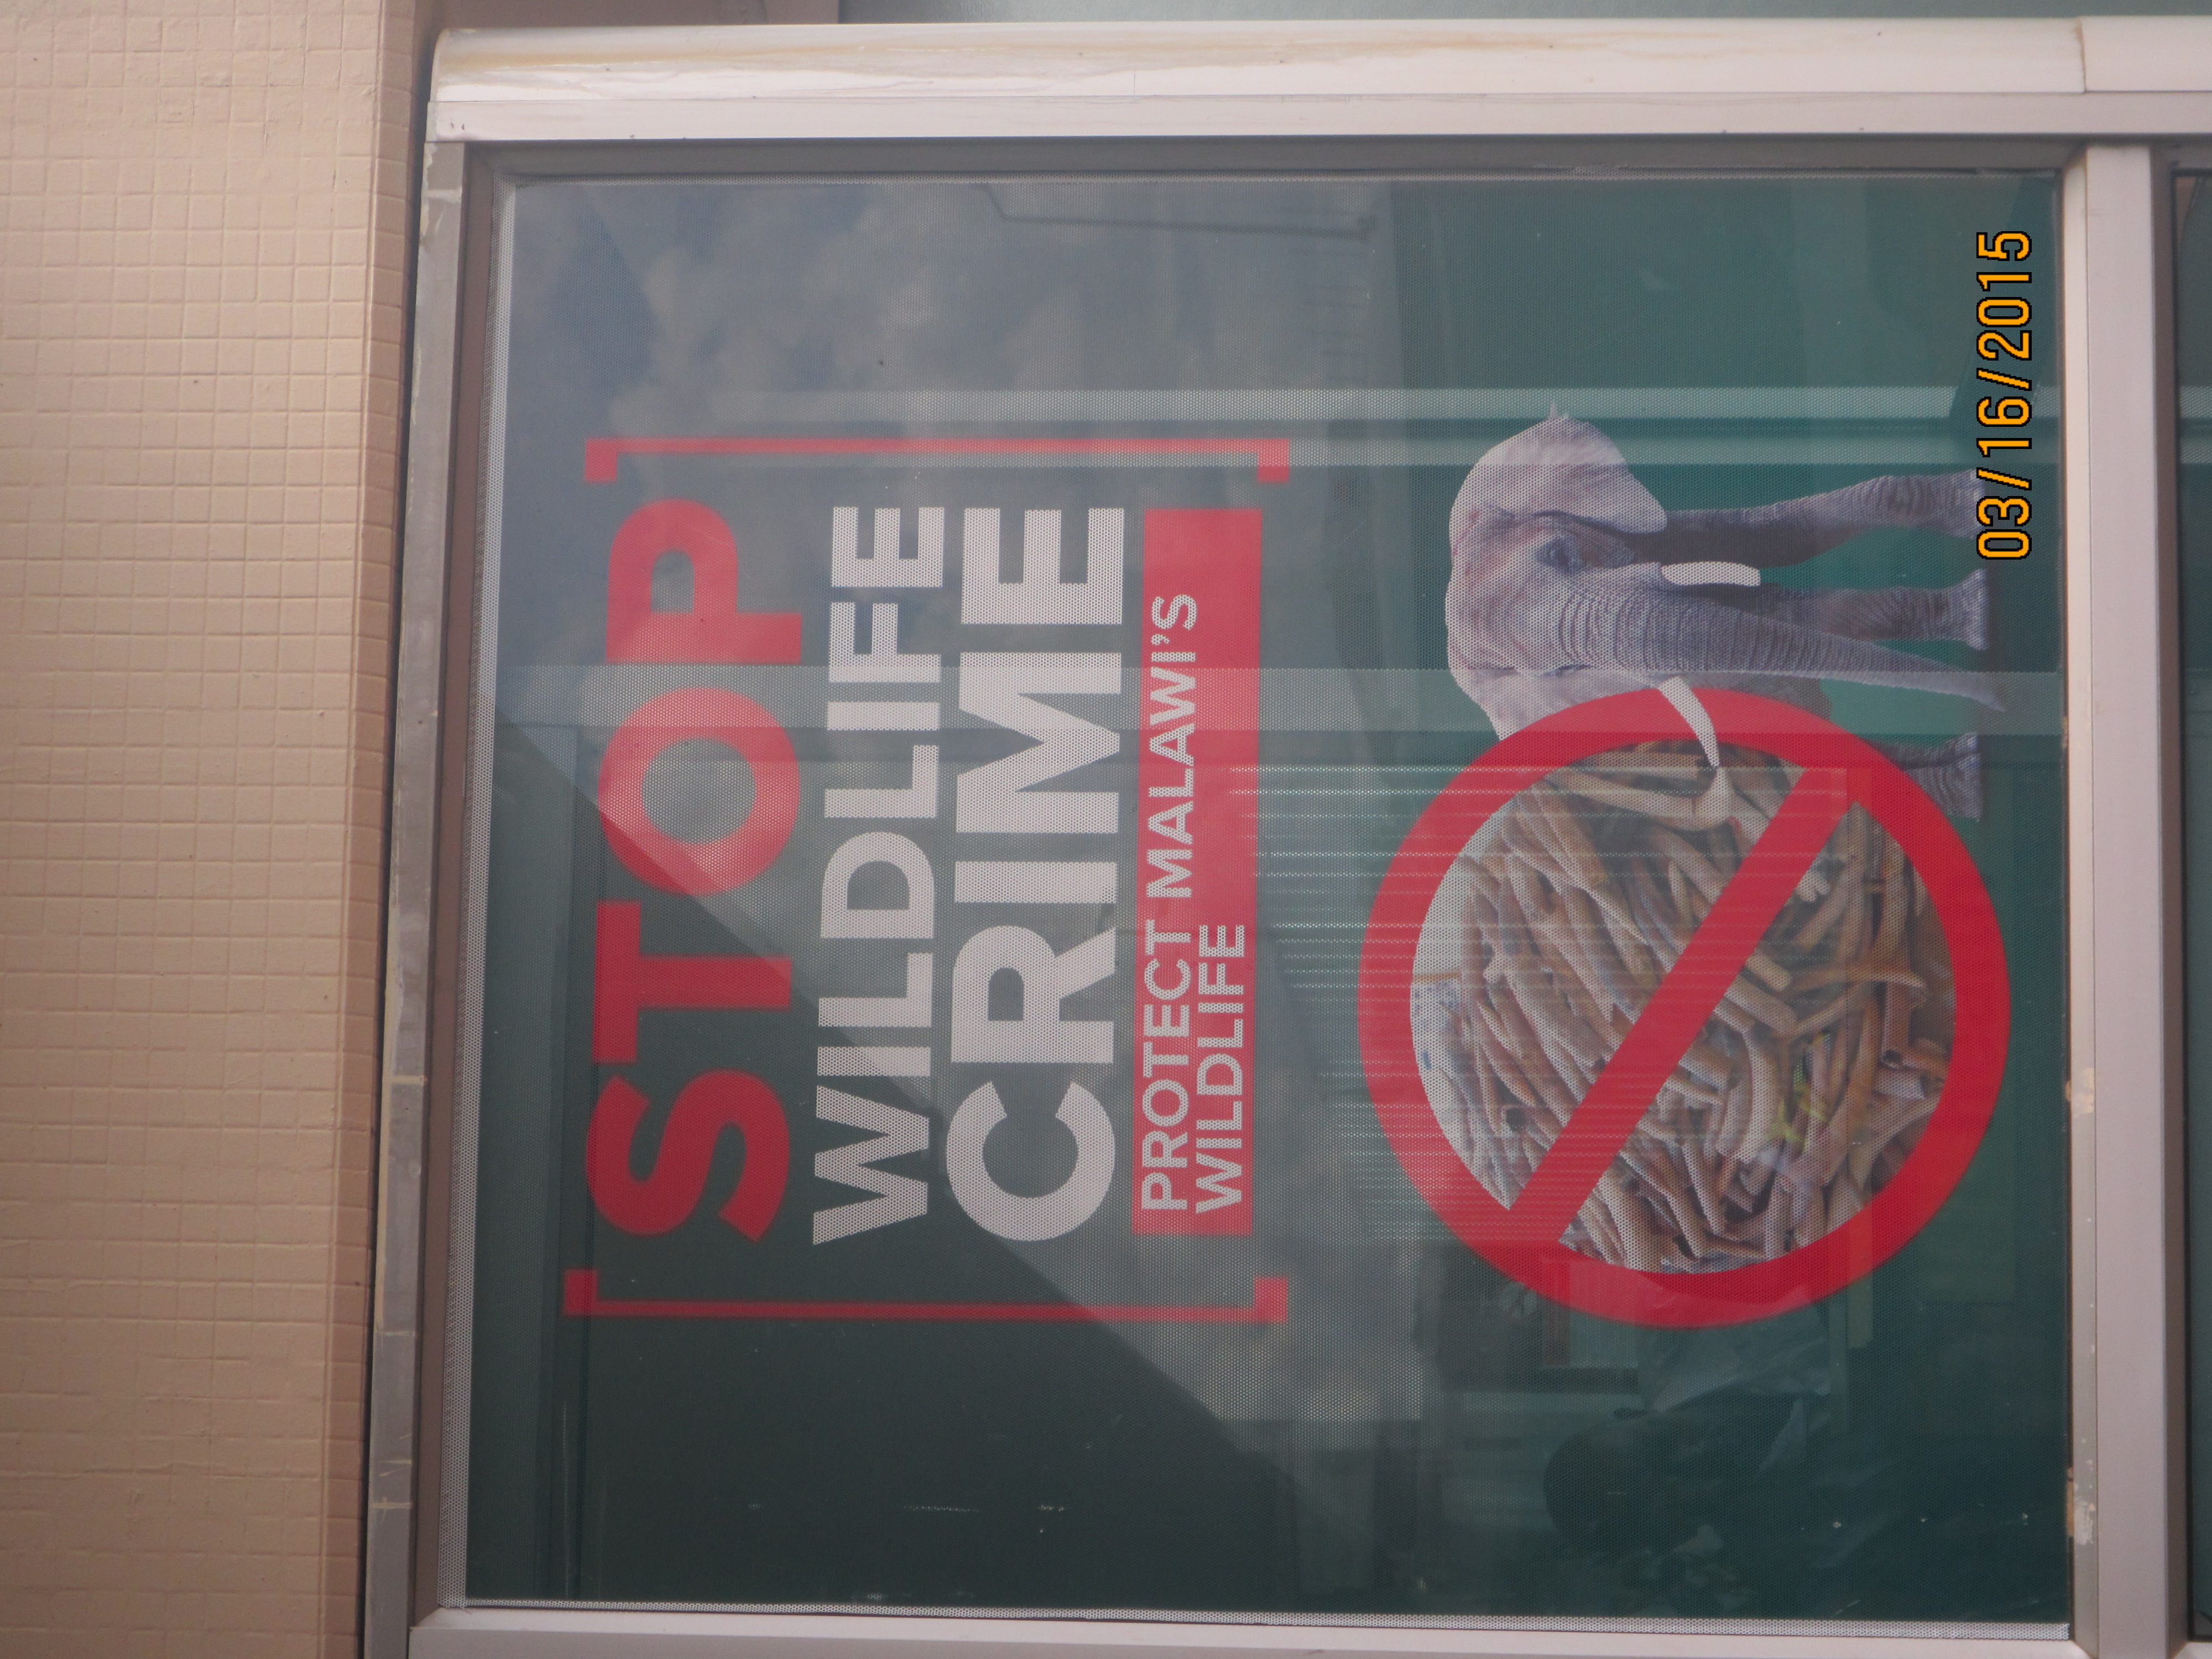 STOP
WILDLIFE
CRIME
PROTECT MALAWI'S
WILDLIFE
03/16/2015